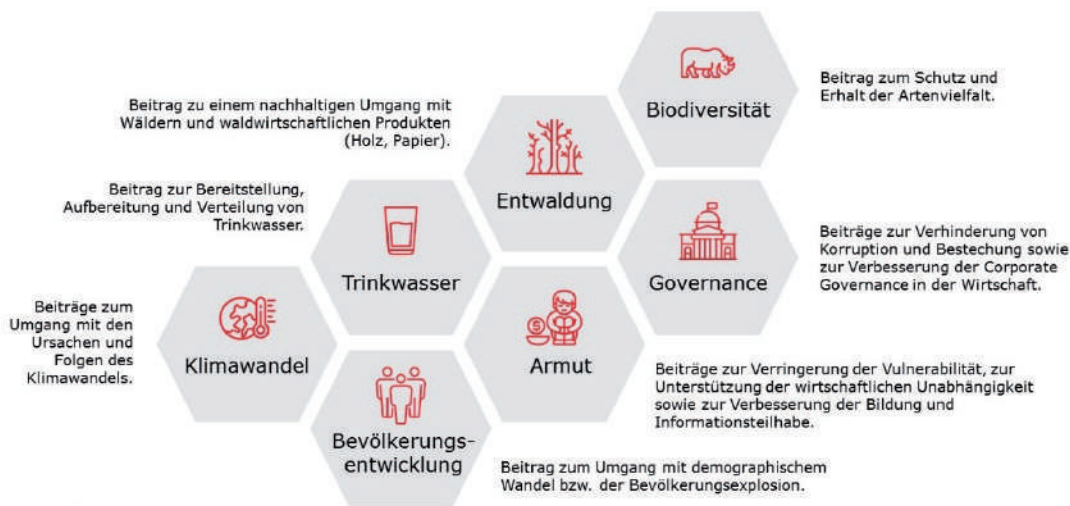 Biodiversität
Beitrag zum Schutz und
Erhalt der Artenvielfalt.
Beitrag zu einem nachhaltigen Umgang mit
Wäldern und waldwirtschaftlichen Produkten
(Holz, Papier).
Entwaldung
Beitrag zur Bereitstellung,
Aufbereitung und Verteilung von
Trinkwasser.
Trinkwasser
Governance
Beiträge zur Verhinderung von
Korruption und Bestechung sowie
zur Verbesserung der Corporate
Governance in der Wirtschaft.
Beiträge zum
Umgang mit den
Ursachen und
Folgen des
Klimawandels.
Klimawandel
$
Armut
Beiträge zur Verringerung der Vulnerabilität, zur
Unterstützung der wirtschaftlichen Unabhängigkeit
sowie zur Verbesserung der Bildung und
Informationsteilhabe.
Bevölkerungs-
entwicklung
Beitrag zum Umgang mit demographischem
Wandel bzw. der Bevölkerungsexplosion.